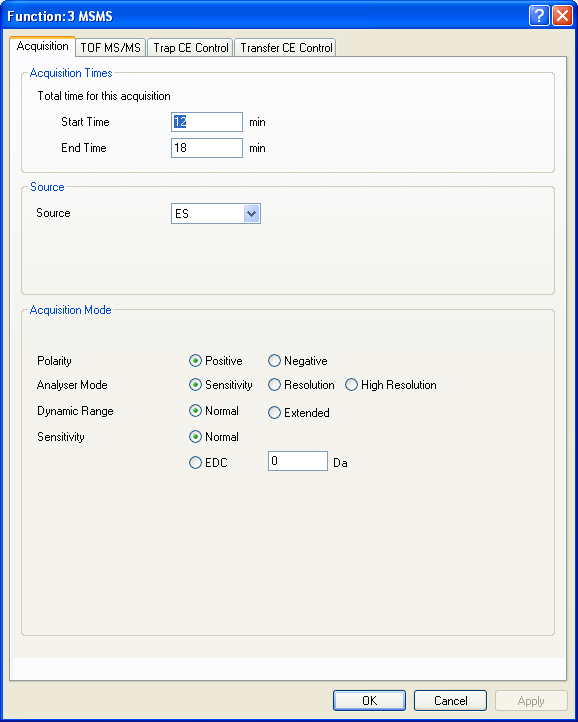 Function: 3 MSMS
Acquisition TOF MS/MS Trap CE Control Transfer CE Control
Acquisition Times
Total time for this acquisition
Start Time 12 min
End Time 18 min
Source
Source ES
Acquisition Mode
Polarity Positive Negative
Analyser Mode Sensitivity Resolution High Resolution
Dynamic Range Normal Extended
Sensitivity Normal
EDC 0 Da
OK Cancel Apply